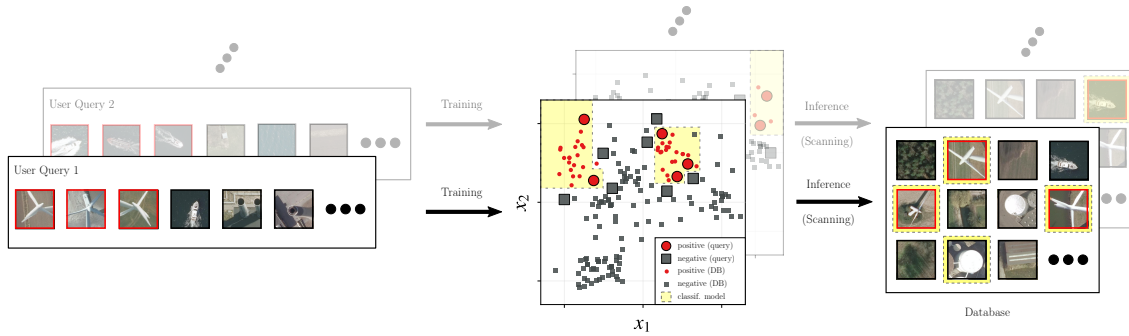 User Query 2
Training
Inference
(Scanning)
User Query 1
Training
Inference
(Scanning)
x2
positive (query)
negative (query)
positive (DB)
negative (DB)
classif. model
x1
Database